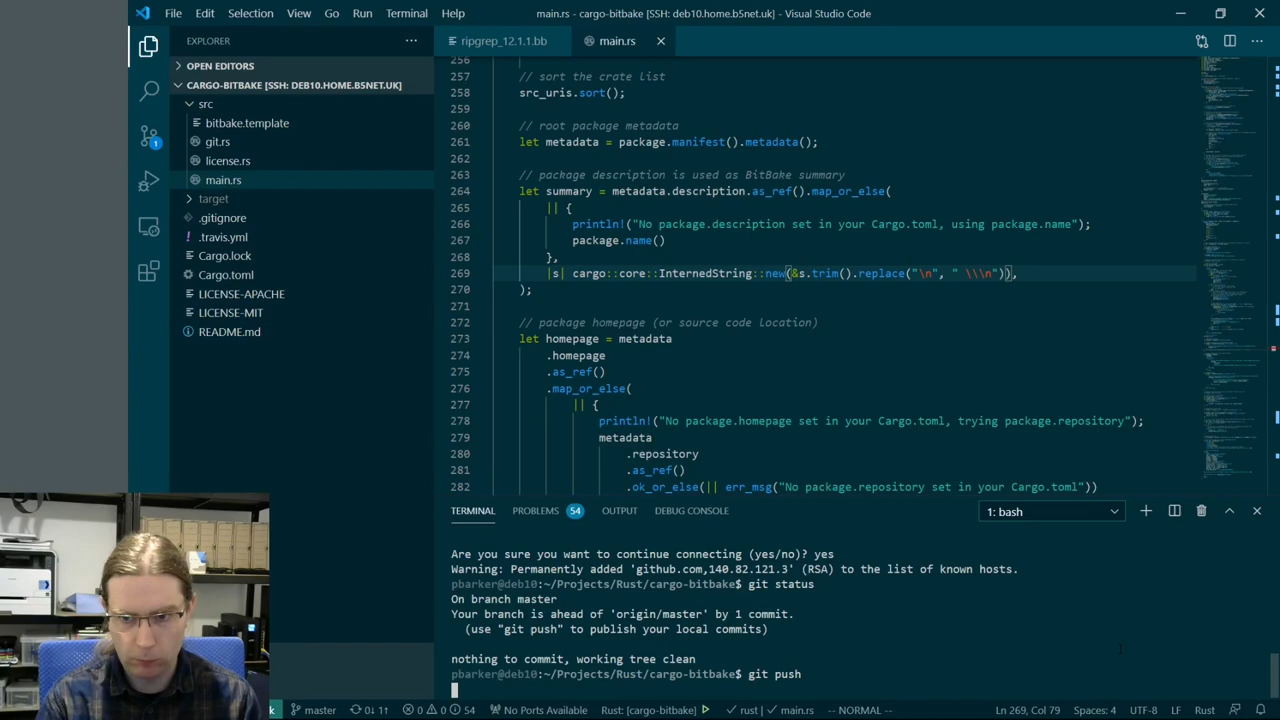 File Edit Selection View Go Run Terminal Help
main.rs - cargo-bitbake [SSH: deb10.home.b5net.uk] - Visual Studio Code
EXPLORER
OPEN EDITORS
CARGO-BITBAKE [SSH: DEB10.HOME.B5NET.UK]
src
bitbake.template
git.rs
license.rs
main.rs
target
.gitignore
.travis.yml
Cargo.lock
Cargo.toml
LICENSE-APACHE
LICENSE-MIT
README.md
1
ripgrep_12.1.1.bb
main.rs
256
257 // sort the crate list
258 src_uris.sort();
259
260 // root package metadata
261 let metadata = package.manifest().metadata();
262
263 // package description is used as BitBake summary
264 let summary = metadata.description.as_ref().map_or_else(
265 || {
266 println!("No package.description set in your Cargo.toml, using package.name");
267 package.name()
268 },
269 |s| cargo::core::InternedString::new(&s.trim().replace("\n", " \\\n")),
270 );
271
272 // package homepage (or source code location)
273 let homepage = metadata
274 .homepage
275 .as_ref()
276 .map_or_else(
277 || {
278 println!("No package.homepage set in your Cargo.toml, trying package.repository");
279 metadata
280 .repository
281 .as_ref()
282 .ok_or_else(|| err_msg("No package.repository set in your Cargo.toml"))
TERMINAL PROBLEMS 54 OUTPUT DEBUG CONSOLE
1: bash
Are you sure you want to continue connecting (yes/no)? yes
Warning: Permanently added 'github.com,140.82.121.3' (RSA) to the list of known hosts.
pbarker@deb10:~/Projects/Rust/cargo-bitbake$ git status
On branch master
Your branch is ahead of 'origin/master' by 1 commit.
(use "git push" to publish your local commits)
nothing to commit, working tree clean
pbarker@deb10:~/Projects/Rust/cargo-bitbake$ git push
master 0↓ 1↑ 0 0 54 No Ports Available Rust: [cargo-bitbake] rust | main.rs -- NORMAL -- Ln 269, Col 79 Spaces: 4 UTF-8 LF Rust